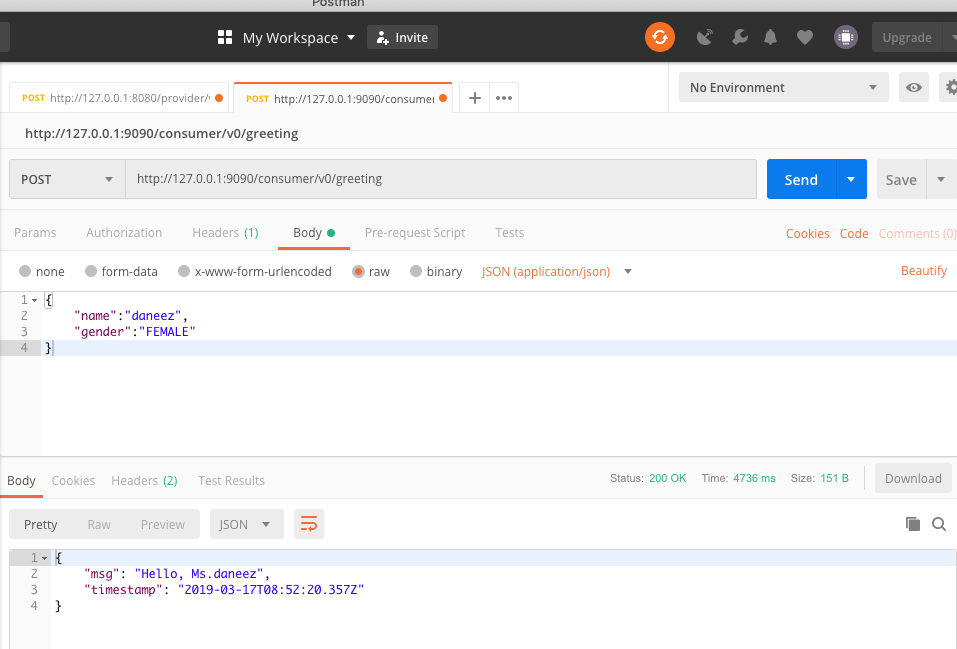 Postman
My Workspace Invite Upgrade
POST http://127.0.0.1:8080/provider/ POST http://127.0.0.1:9090/consumer + ••• No Environment
http://127.0.0.1:9090/consumer/v0/greeting
POST http://127.0.0.1:9090/consumer/v0/greeting Send Save
Params Authorization Headers (1) Body Pre-request Script Tests Cookies Code Comments (0)
none form-data x-www-form-urlencoded raw binary JSON (application/json) Beautify
1 {
2 "name":"daneez",
3 "gender":"FEMALE"
4 }
Body Cookies Headers (2) Test Results Status: 200 OK Time: 4736 ms Size: 151 B Download
Pretty Raw Preview JSON
1 {
2 "msg": "Hello, Ms.daneez",
3 "timestamp": "2019-03-17T08:52:20.357Z"
4 }